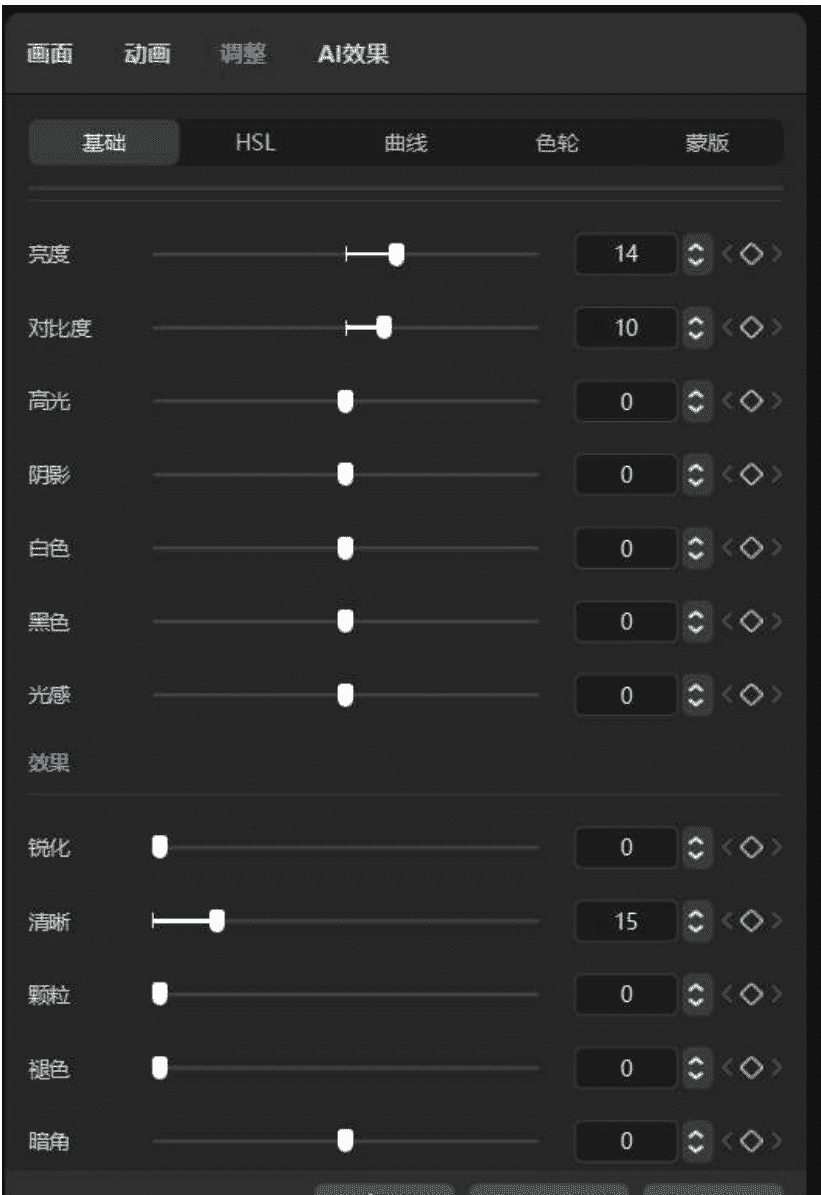 画面 动画 调整 AI效果
基础 HSL 曲线 色轮 蒙版
亮度 14
对比度 10
高光 0
阴影 0
白色 0
黑色 0
光感 0
效果
锐化 0
清晰 15
颗粒 0
褪色 0
暗角 0